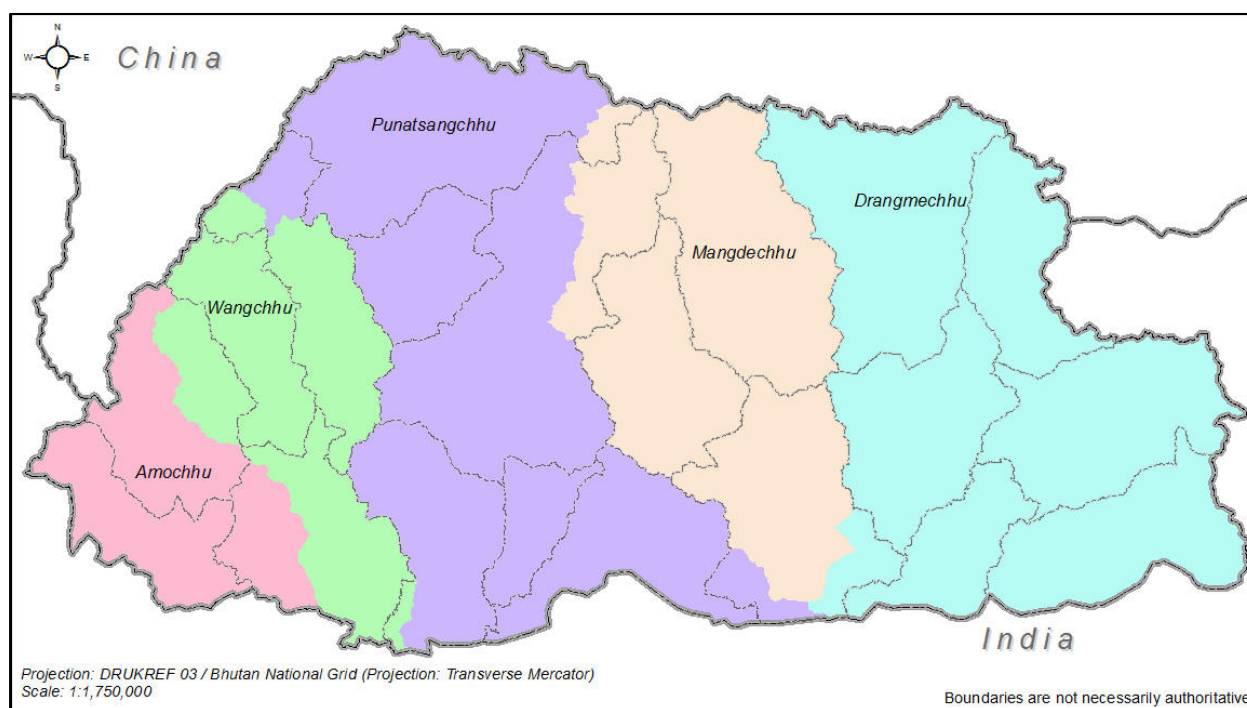 N
W E
S
China
Punatsangchhu
Drangmechhu
Mangdechhu
Wangchhu
Amochhu
India
Projection: DRUKREF 03 / Bhutan National Grid (Projection: Transverse Mercator)
Scale: 1:1,750,000
Boundaries are not necessarily authoritative